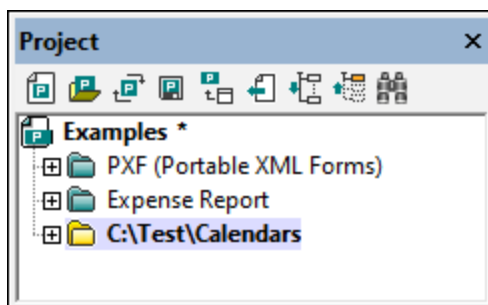 Project
Examples *
PXF (Portable XML Forms)
Expense Report
C:\Test\Calendars